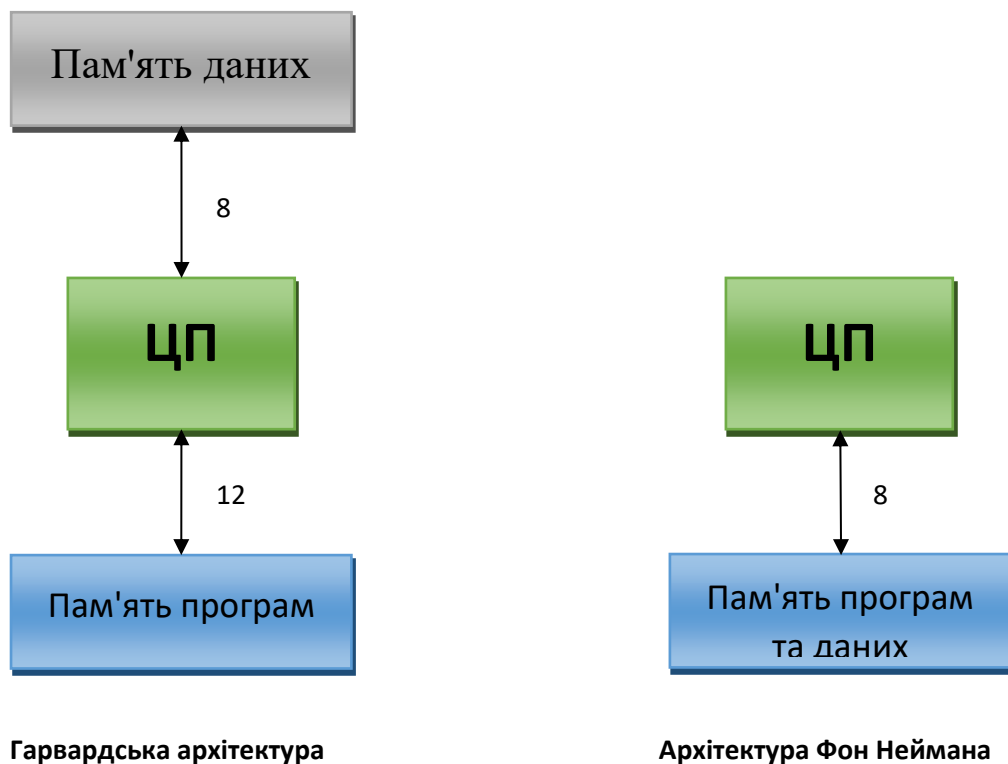 Пам'ять даних
8
ЦП
12
Пам'ять програм
Гарвардська архітектура
ЦП
8
Пам'ять програм
та даних
Архітектура Фон Неймана